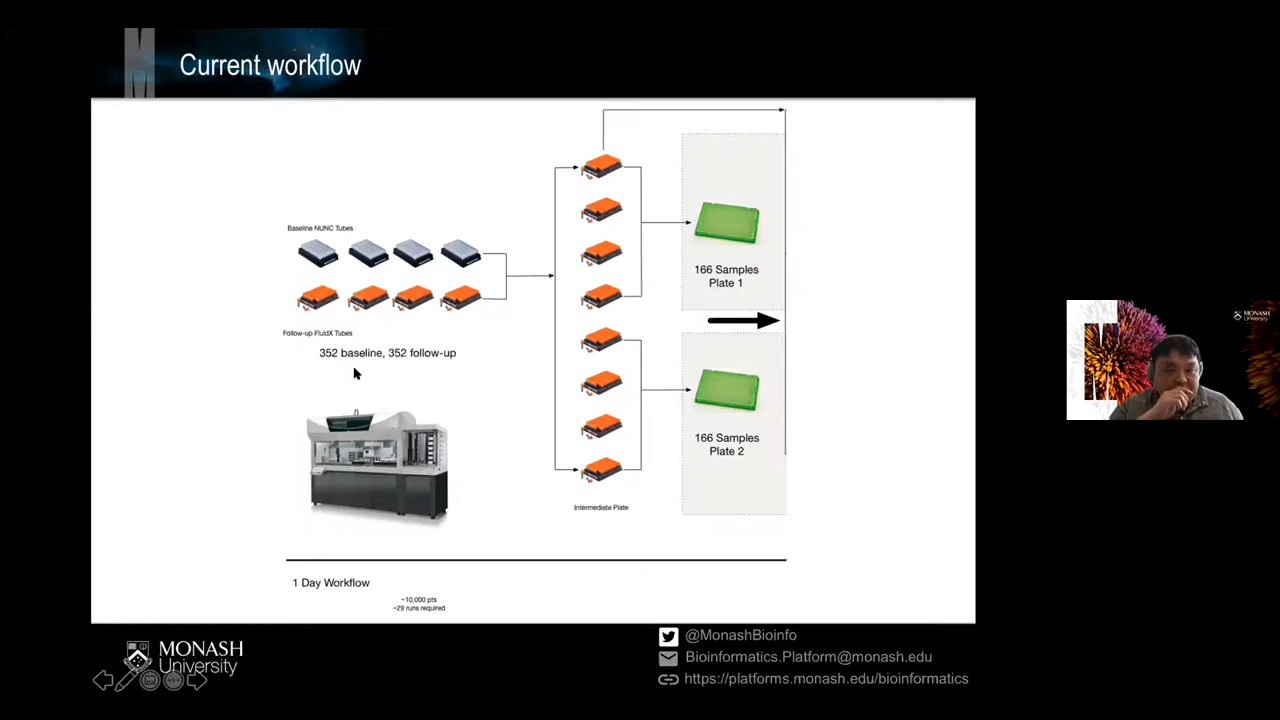 Current workflow
Baseline NUNC Tubes
Follow-up FluidX Tubes
352 baseline, 352 follow-up
166 Samples
Plate 1
166 Samples
Plate 2
Intermediate Plate
1 Day Workflow
~10,000 pts
~29 runs required
MONASH
University
@MonashBioinfo
Bioinformatics.Platform@monash.edu
https://platforms.monash.edu/bioinformatics
MONASH
University